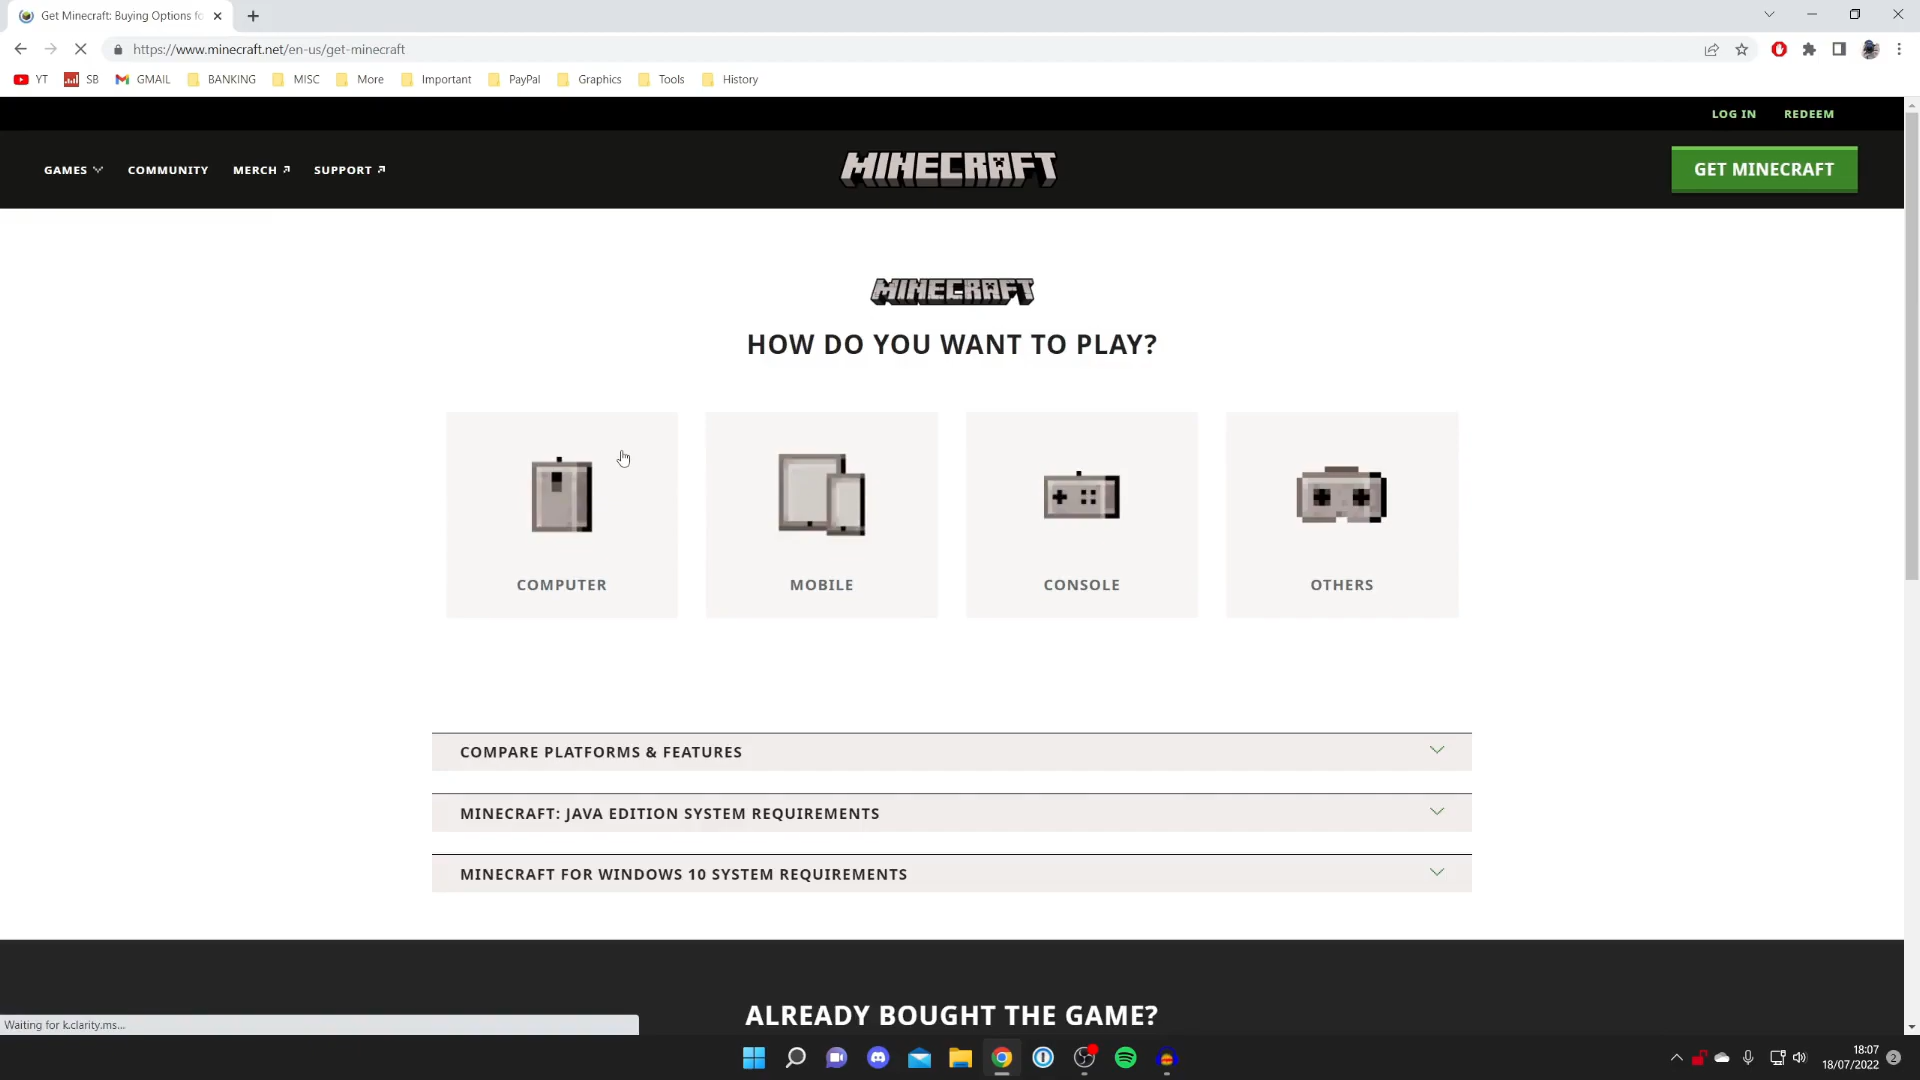 Get Minecraft: Buying Options fo
https://www.minecraft.net/en-us/get-minecraft
YT SB GMAIL BANKING MISC More Important PayPal Graphics Tools History
LOG IN REDEEM
GAMES COMMUNITY MERCH SUPPORT MINECRAFT GET MINECRAFT
MINECRAFT
HOW DO YOU WANT TO PLAY?
COMPUTER MOBILE CONSOLE OTHERS
COMPARE PLATFORMS & FEATURES
MINECRAFT: JAVA EDITION SYSTEM REQUIREMENTS
MINECRAFT FOR WINDOWS 10 SYSTEM REQUIREMENTS
ALREADY BOUGHT THE GAME?
Waiting for k.clarity.ms...
18:07
18/07/2022 2